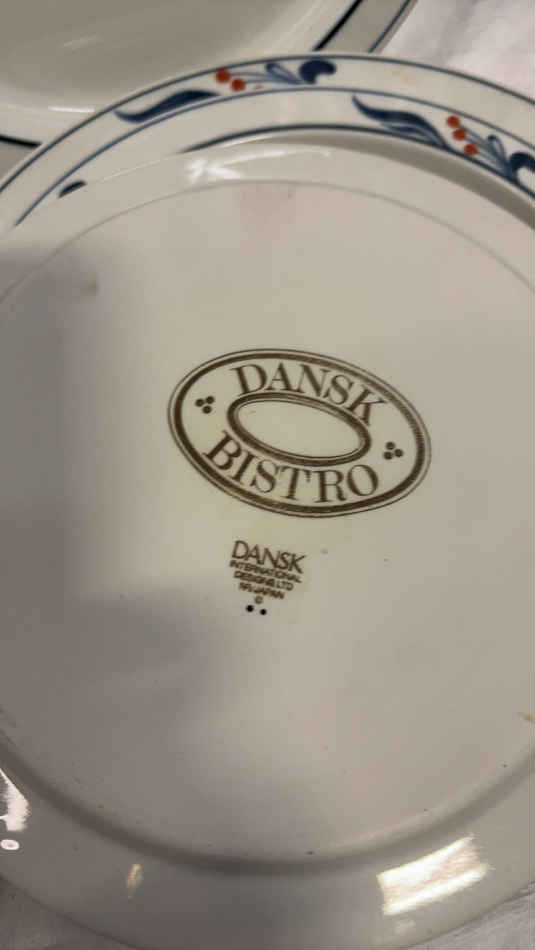 DANSK
BISTRO
DANSK
INTERNATIONAL
DESIGNS LTD
JAPAN
©